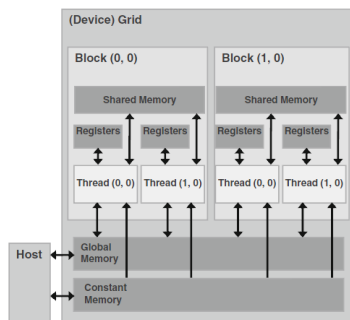 (Device) Grid
Block (0, 0)
Block (1, 0)
Shared Memory
Shared Memory
Registers
Registers
Registers
Registers
Thread (0, 0)
Thread (1, 0)
Thread (0, 0)
Thread (1, 0)
Host
Global
Memory
Constant
Memory